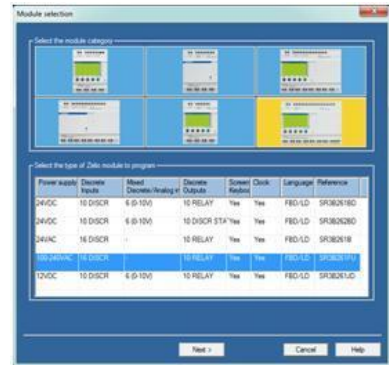 Module selection
Select the module category
Select the type of Zelio module to program
Power supply Discrete Inputs Mixed Discrete/Analog in Discrete Outputs Screen Keyboa Clock Language Reference
24VDC 10 DISCR 6 (0-10V) 10 RELAY Yes Yes FBD/LD SR3B261BD
24VDC 10 DISCR 6 (0-10V) 10 DISCR STA Yes Yes FBD/LD SR3B262BD
24VAC 16 DISCR - 10 RELAY Yes Yes FBD/LD SR3B261B
100-240VAC 16 DISCR - 10 RELAY Yes Yes FBD/LD SR3B261FU
12VDC 10 DISCR 6 (0-10V) 10 RELAY Yes Yes FBD/LD SR3B261JD
Next > Cancel Help